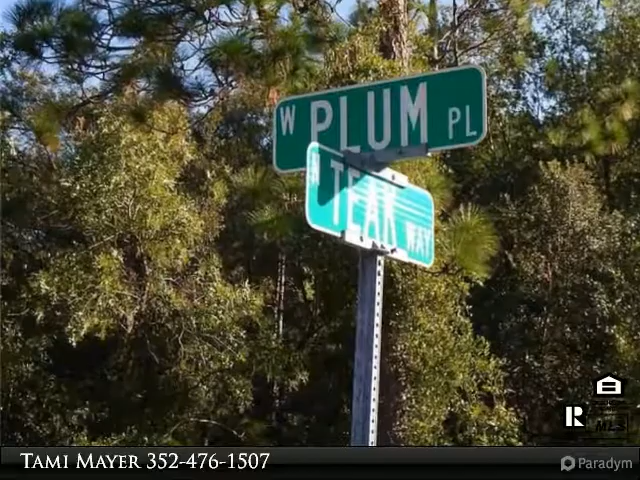 W PLUM PL
N TEAK WAY
R
MLS
TAMI MAYER 352-476-1507
Paradym